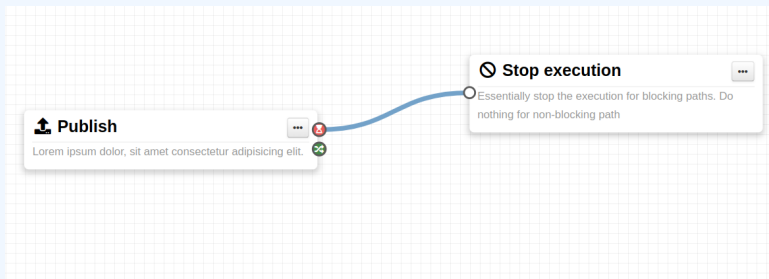 Stop execution
Essentially stop the execution for blocking paths. Do
nothing for non-blocking path
Publish
Lorem ipsum dolor, sit amet consectetur adipisicing elit.